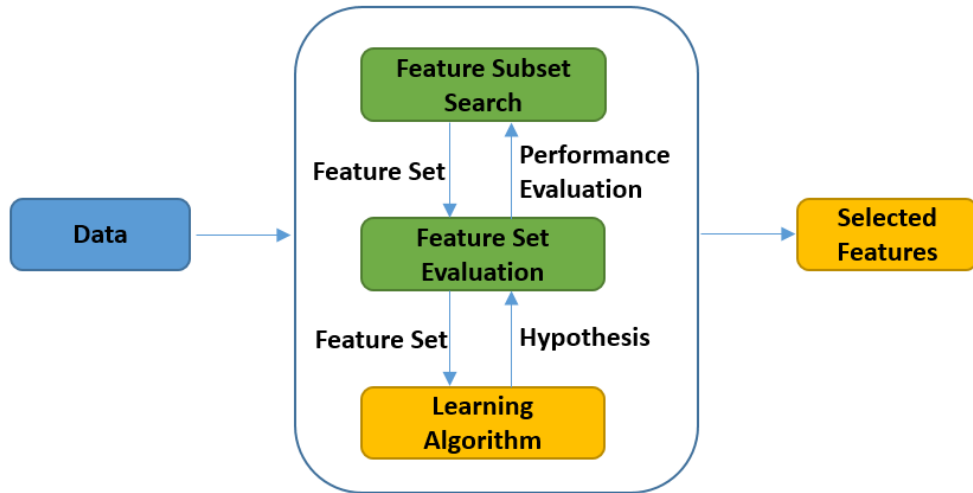 Feature Subset
Search
Feature Set
Performance
Evaluation
Data
Feature Set
Evaluation
Selected
Features
Feature Set
Hypothesis
Learning
Algorithm